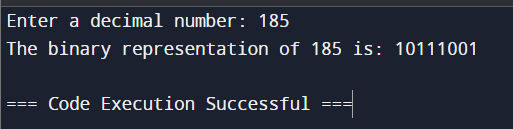 Enter a decimal number: 185
The binary representation of 185 is: 10111001
=== Code Execution Successful ===